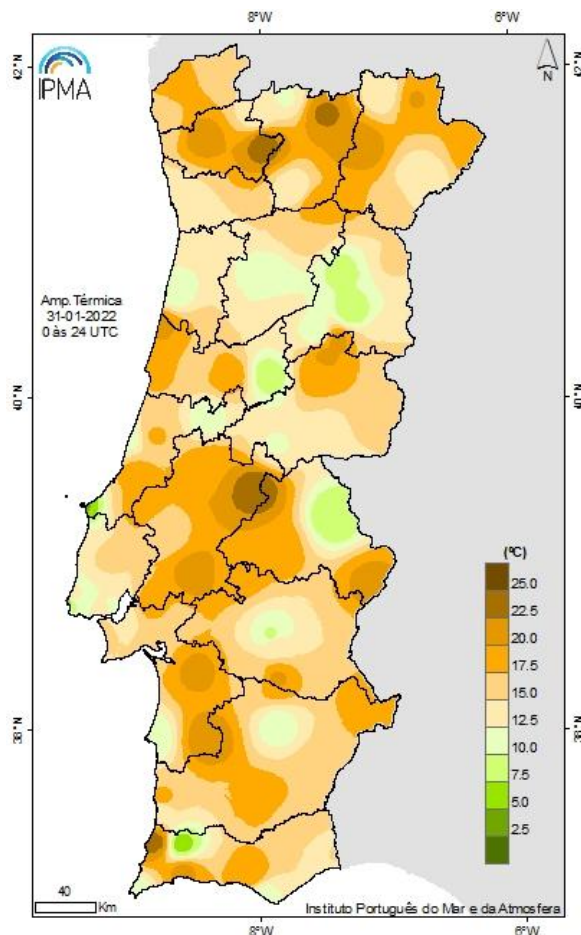 8°W
6°W
42°N
42°N
IPMA
N
Amp. Térmica
31-01-2022
0 às 24 UTC
40°N
40°N
(ºC)
25.0
22.5
20.0
17.5
15.0
12.5
10.0
7.5
5.0
2.5
38°N
38°N
40
Km
Instituto Português do Mar e da Atmosfera
8°W
6°W